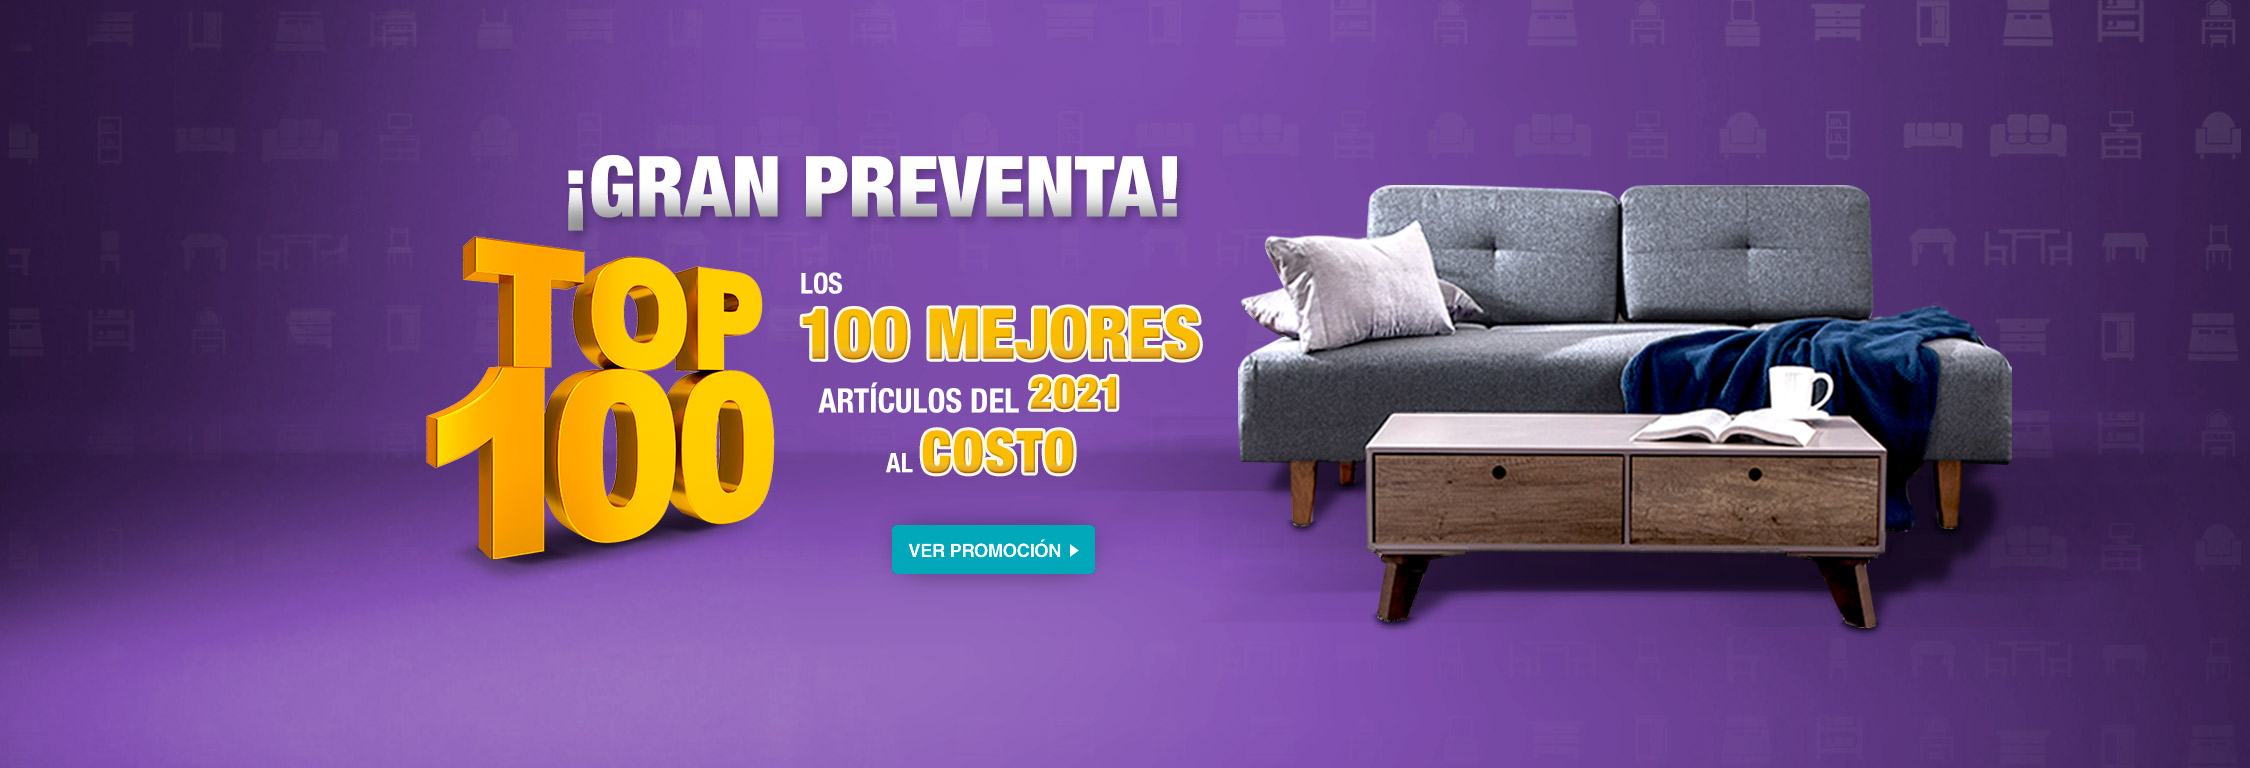 ¡GRAN PREVENTA!
TOP
100
LOS
100 MEJORES
ARTÍCULOS DEL 2021
AL COSTO
VER PROMOCIÓN